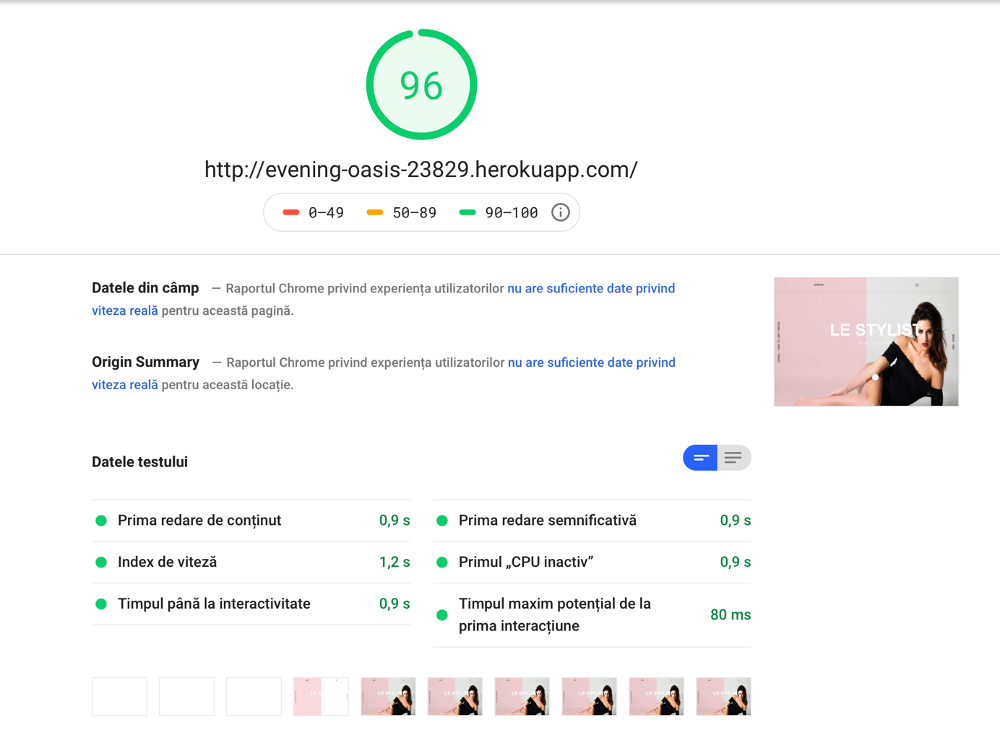 96
http://evening-oasis-23829.herokuapp.com/
0–49 50–89 90–100
Datele din câmp — Raportul Chrome privind experiența utilizatorilor nu are suficiente date privind
viteza reală pentru această pagină.
Origin Summary — Raportul Chrome privind experiența utilizatorilor nu are suficiente date privind
viteza reală pentru această locație.
LE STYLIST
Datele testului
Prima redare de conținut 0,9 s
Prima redare semnificativă 0,9 s
Index de viteză 1,2 s
Primul „CPU inactiv” 0,9 s
Timpul până la interactivitate 0,9 s
Timpul maxim potențial de la
prima interacțiune 80 ms